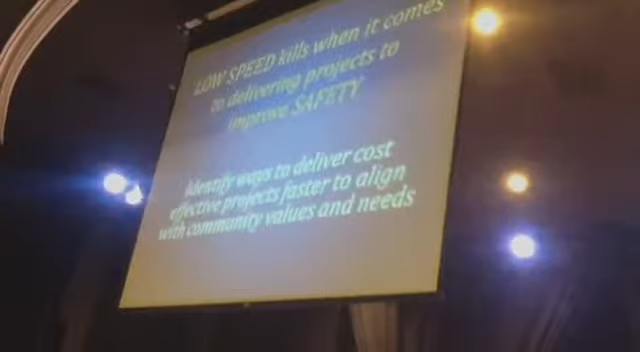 'LOW SPEED kills when it comes
to delivering projects to
improve SAFETY
Identify ways to deliver cost
effective projects faster to align
with community values and needs